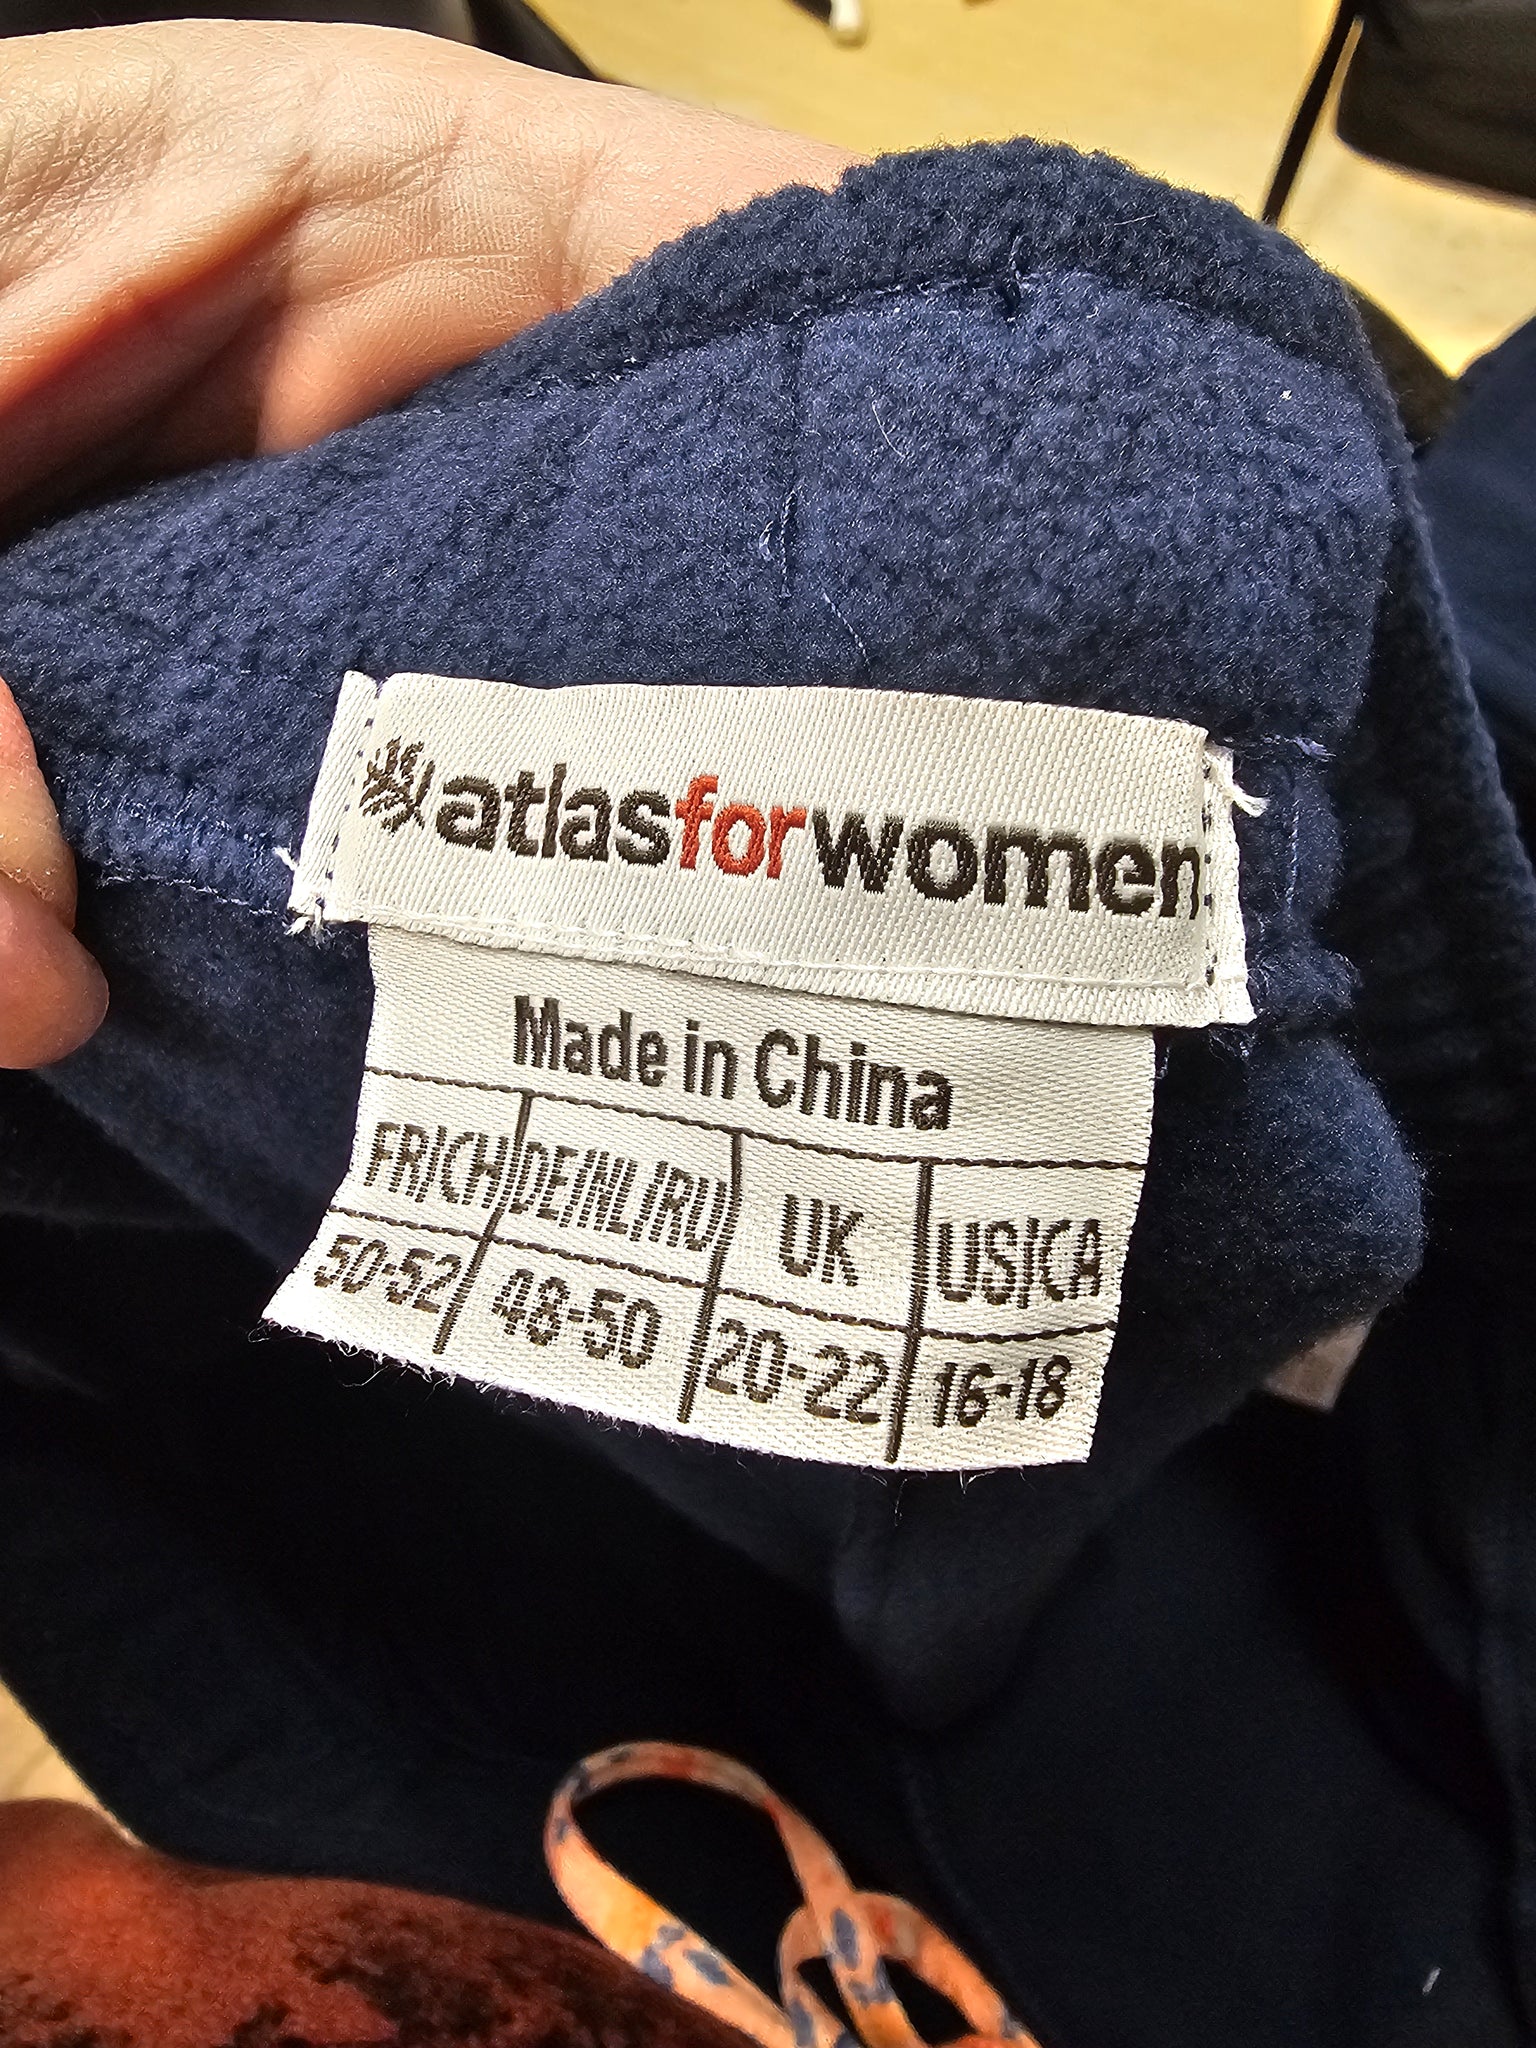 atlasforwomen
Made in China
FR/CH DE/NL/RU UK US/CA
50-52 48-50 20-22 16-18